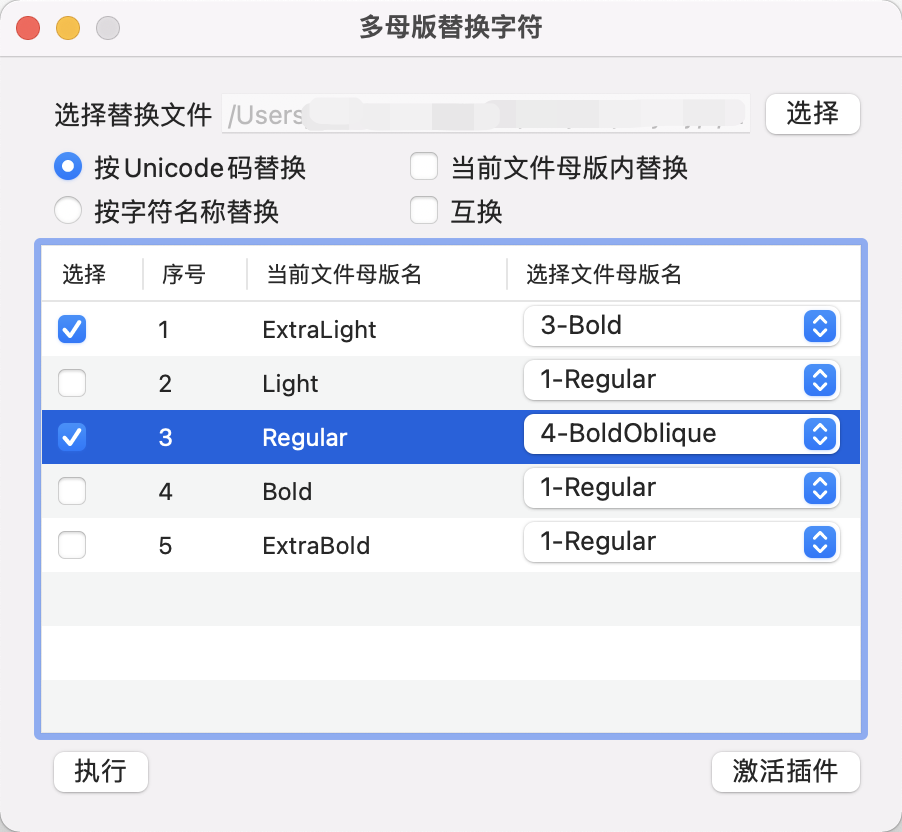 多母版替换字符
选择替换文件 /Users 选择
按Unicode码替换 当前文件母版内替换
按字符名称替换 互换
选择 序号 当前文件母版名 选择文件母版名
1 ExtraLight 3-Bold
2 Light 1-Regular
3 Regular 4-BoldOblique
4 Bold 1-Regular
5 ExtraBold 1-Regular
执行 激活插件